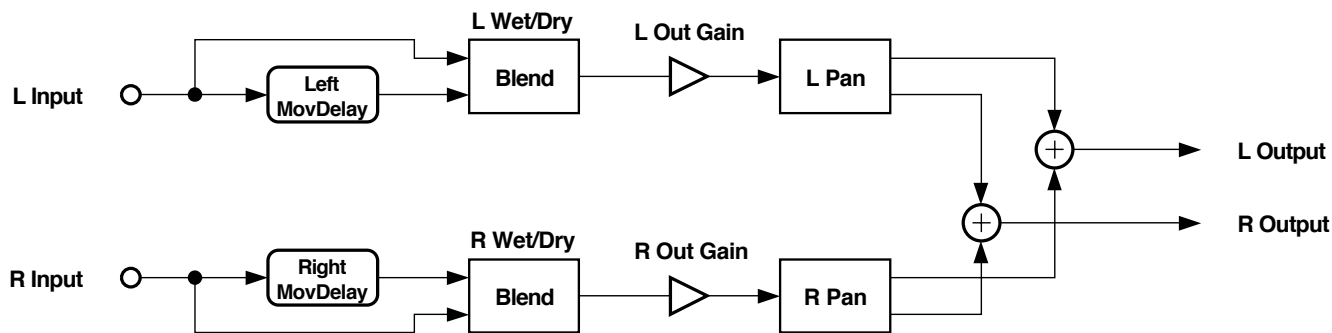 L Wet/Dry
L Out Gain
L Input
Left
MovDelay
Blend
L Pan
+
L Output
+
R Output
R Wet/Dry
R Out Gain
R Input
Right
MovDelay
Blend
R Pan